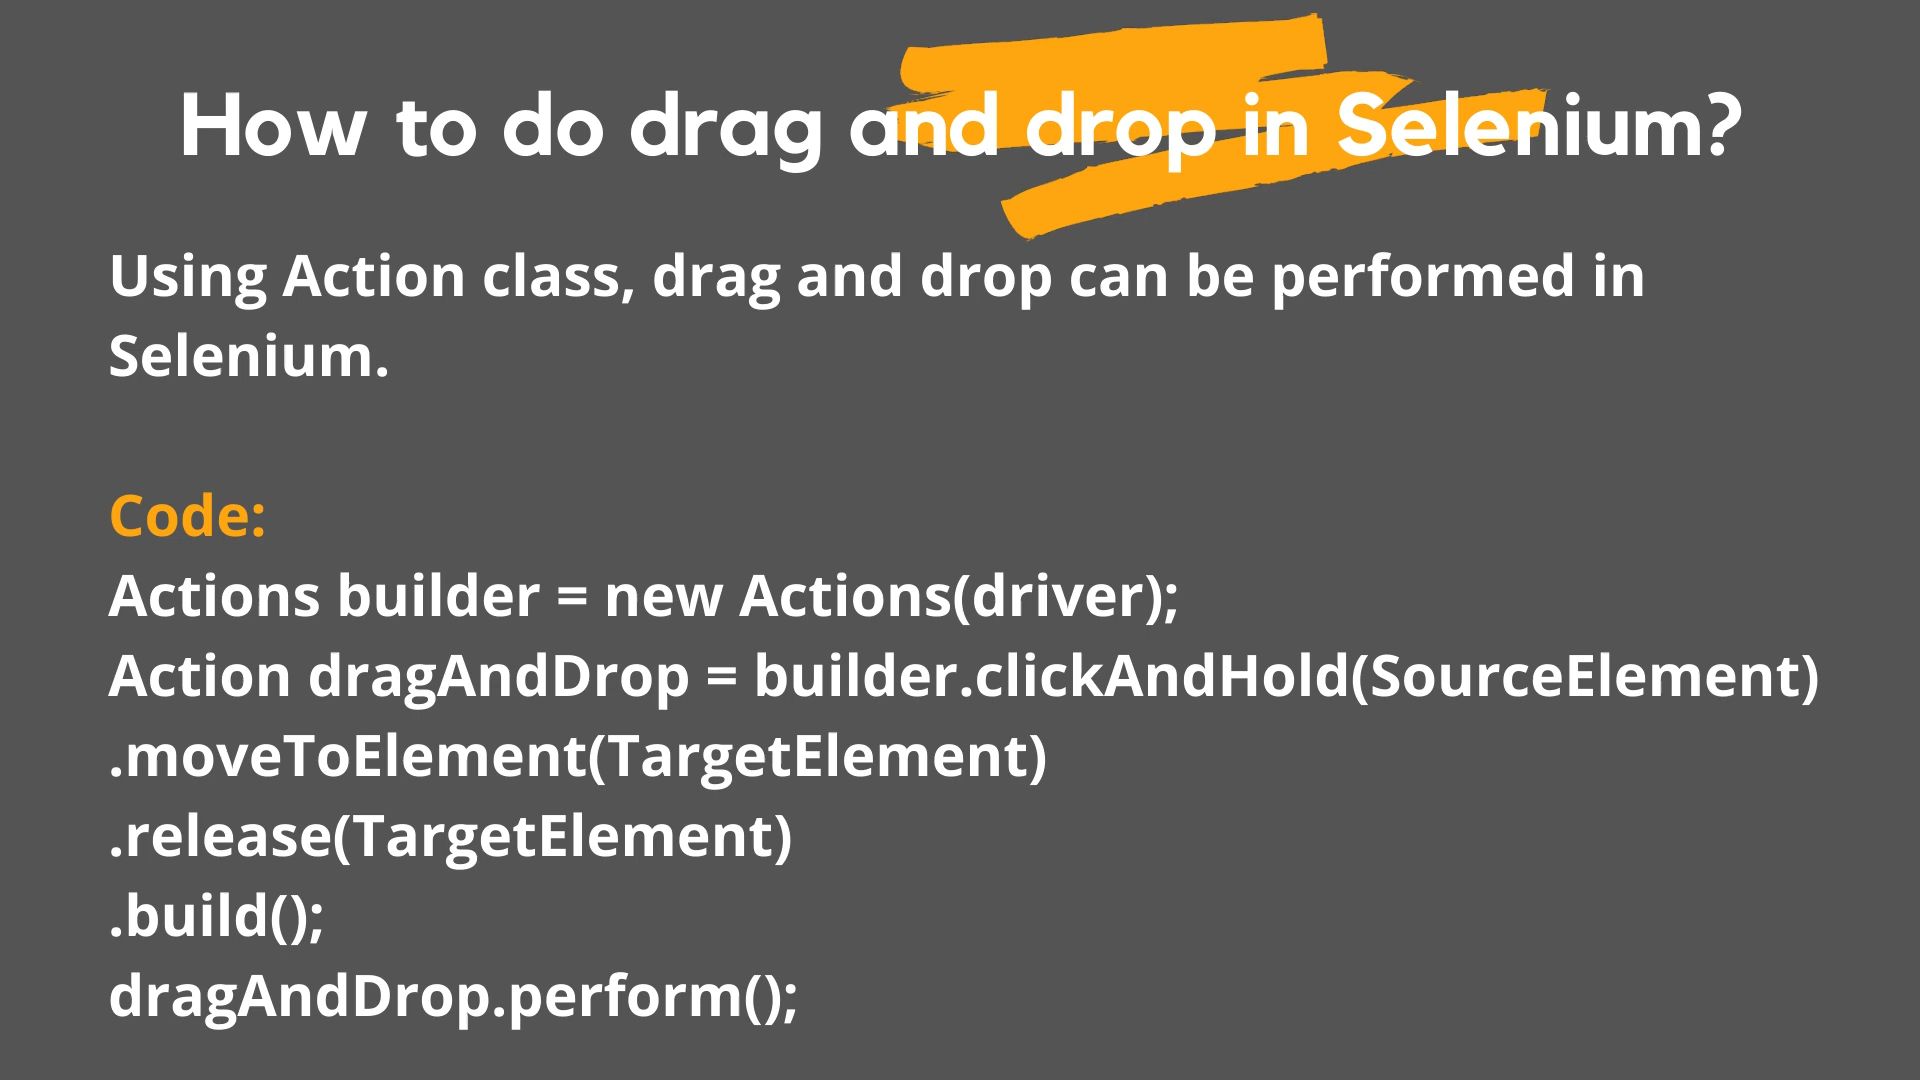 How to do drag and drop in Selenium?
Using Action class, drag and drop can be performed in
Selenium.
Code:
Actions builder = new Actions(driver);
Action dragAndDrop = builder.clickAndHold(SourceElement)
.moveToElement(TargetElement)
.release(TargetElement)
.build();
dragAndDrop.perform();